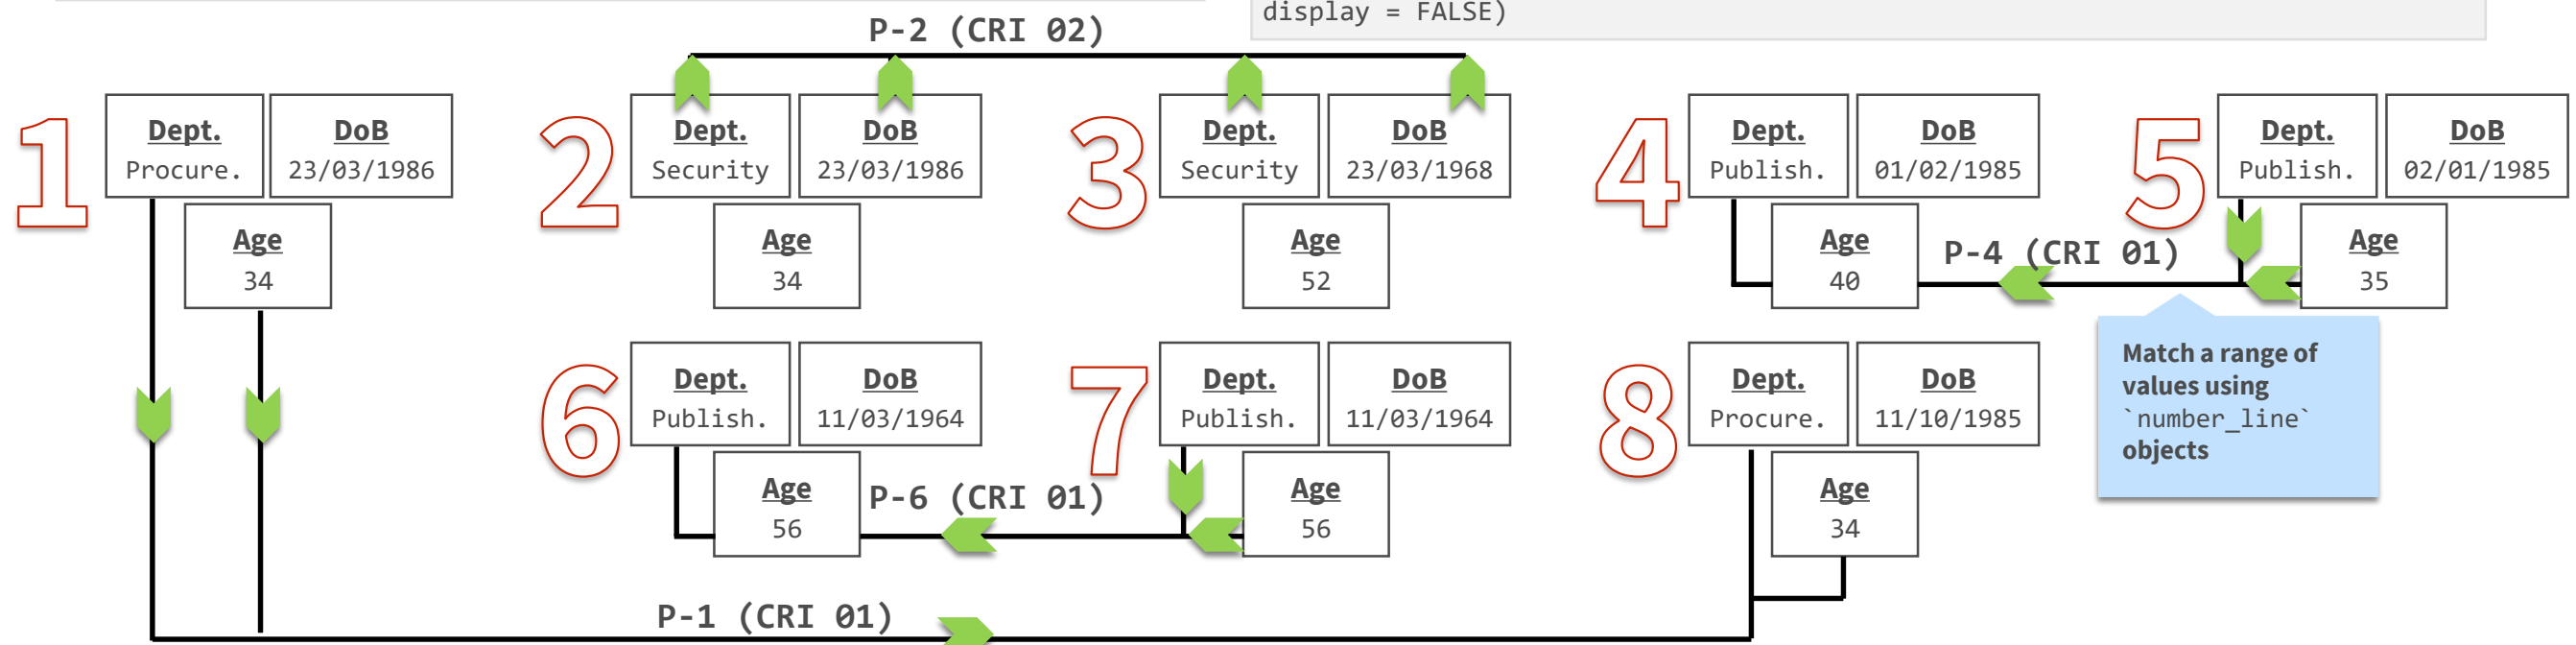 display = FALSE)
P-2 (CRI 02)
1
Dept.
Procure.
DoB
23/03/1986
Age
34
2
Dept.
Security
DoB
23/03/1986
Age
34
3
Dept.
Security
DoB
23/03/1968
Age
52
4
Dept.
Publish.
DoB
01/02/1985
Age
40
P-4 (CRI 01)
5
Dept.
Publish.
DoB
02/01/1985
Age
35
Match a range of
values using
`number_line`
objects
6
Dept.
Publish.
DoB
11/03/1964
Age
56
P-6 (CRI 01)
7
Dept.
Publish.
DoB
11/03/1964
Age
56
8
Dept.
Procure.
DoB
11/10/1985
Age
34
P-1 (CRI 01)